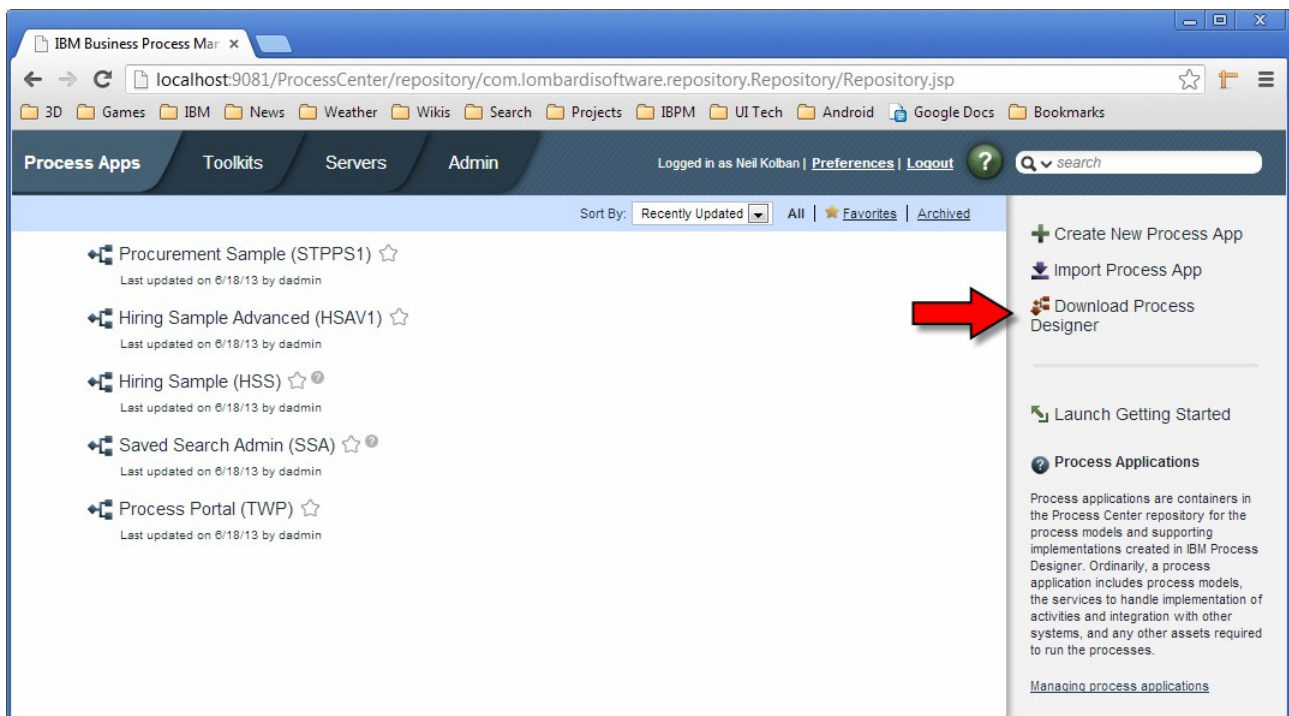 IBM Business Process Mar
localhost:9081/ProcessCenter/repository/com.lombardisoftware.repository.Repository/Repository.jsp
3D Games IBM News Weather Wikis Search Projects IBPM UI Tech Android Google Docs Bookmarks
Process Apps Toolkits Servers Admin Logged in as Neil Kolban | Preferences | Logout ? search
Sort By: Recently Updated All | Favorites | Archived
Procurement Sample (STPPS1)
Last updated on 6/18/13 by dadmin
Hiring Sample Advanced (HSAV1)
Last updated on 6/18/13 by dadmin
Hiring Sample (HSS)
Last updated on 6/18/13 by dadmin
Saved Search Admin (SSA)
Last updated on 6/18/13 by dadmin
Process Portal (TWP)
Last updated on 6/18/13 by dadmin
Create New Process App
Import Process App
Download Process
Designer
Launch Getting Started
Process Applications
Process applications are containers in
the Process Center repository for the
process models and supporting
implementations created in IBM Process
Designer. Ordinarily, a process
application includes process models,
the services to handle implementation of
activities and integration with other
systems, and any other assets required
to run the processes.
Managing process applications